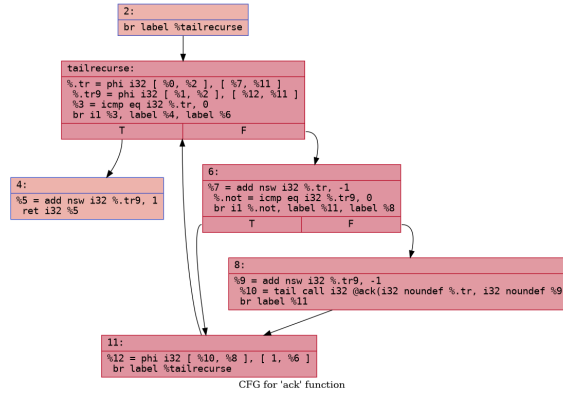 2:
br label %tailrecurse
tailrecurse:
%.tr = phi i32 [ %0, %2 ], [ %7, %11 ]
%.tr9 = phi i32 [ %1, %2 ], [ %12, %11 ]
%3 = icmp eq i32 %.tr, 0
br i1 %3, label %4, label %6
T F
4:
%5 = add nsw i32 %.tr9, 1
ret i32 %5
6:
%7 = add nsw i32 %.tr, -1
%.not = icmp eq i32 %.tr9, 0
br i1 %.not, label %11, label %8
T F
8:
%9 = add nsw i32 %.tr9, -1
%10 = tail call i32 @ack(i32 noundef %.tr, i32 noundef %9
br label %11
11:
%12 = phi i32 [ %10, %8 ], [ 1, %6 ]
br label %tailrecurse
CFG for 'ack' function